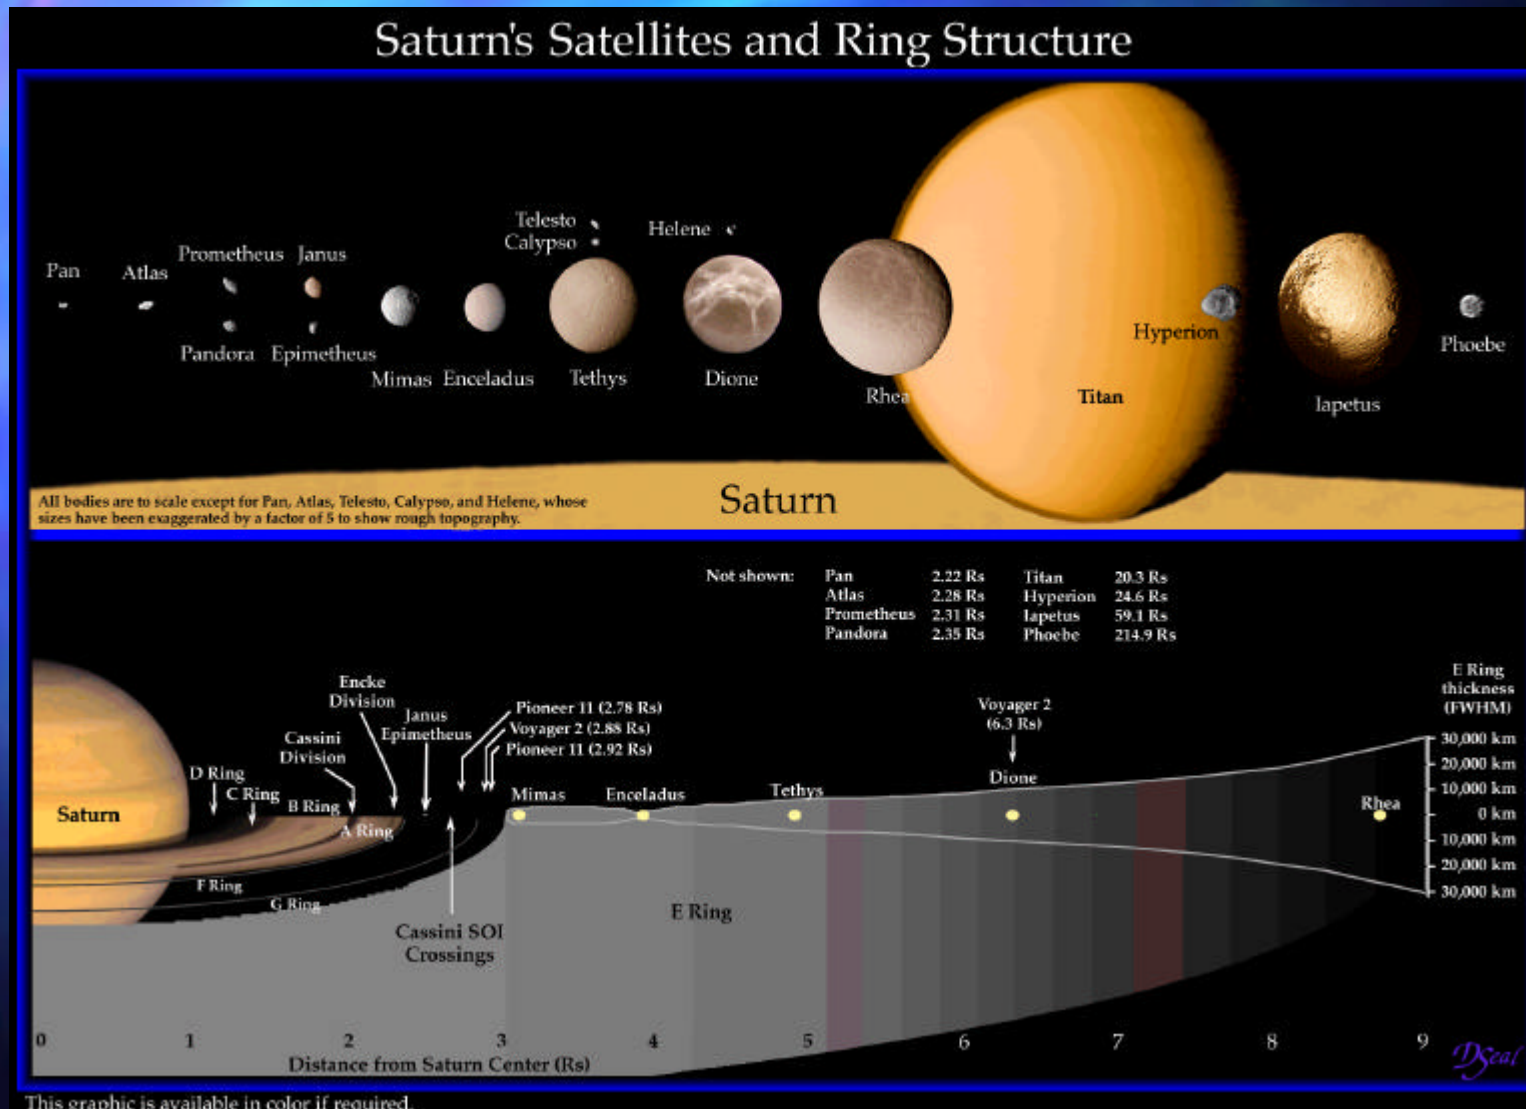 Saturn's Satellites and Ring Structure
Telesto
Calypso
Helene
Prometheus
Janus
Pan
Atlas
Pandora
Epimetheus
Mimas
Enceladus
Tethys
Dione
Rhea
Titan
Hyperion
Iapetus
Phoebe
All bodies are to scale except for Pan, Atlas, Telesto, Calypso, and Helene, whose
sizes have been exaggerated by a factor of 5 to show rough topography.
Saturn
Not shown: Pan 2.22 Rs Titan 20.3 Rs
Atlas 2.28 Rs Hyperion 24.6 Rs
Prometheus 2.31 Rs Iapetus 59.1 Rs
Pandora 2.35 Rs Phoebe 214.9 Rs
Encke
Division
Janus
Epimetheus
Cassini
Division
D Ring
C Ring
B Ring
A Ring
Saturn
F Ring
G Ring
Pioneer 11 (2.78 Rs)
Voyager 2 (2.88 Rs)
Pioneer 11 (2.92 Rs)
Voyager 2
(6.3 Rs)
Mimas
Enceladus
Tethys
Dione
Rhea
E Ring
thickness
(FWHM)
30,000 km
20,000 km
10,000 km
0 km
10,000 km
20,000 km
30,000 km
Cassini SOI
Crossings
E Ring
0 1 2 3 4 5 6 7 8 9
Distance from Saturn Center (Rs)
DSeal
This graphic is available in color if required.